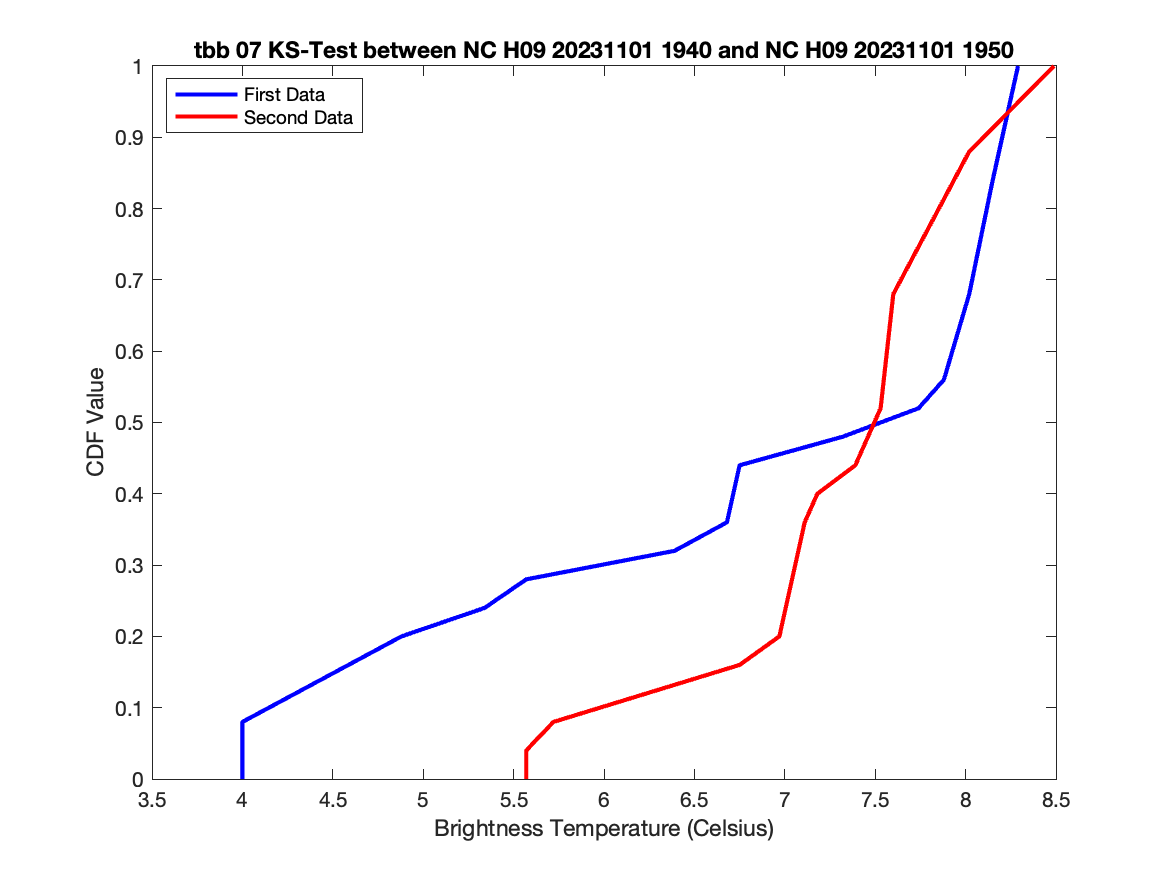 tbb 07 KS-Test between NC H09 20231101 1940 and NC H09 20231101 1950
First Data
Second Data
1
0.9
0.8
0.7
0.6
0.5
0.4
0.3
0.2
0.1
0
CDF Value
3.5 4 4.5 5 5.5 6 6.5 7 7.5 8 8.5
Brightness Temperature (Celsius)